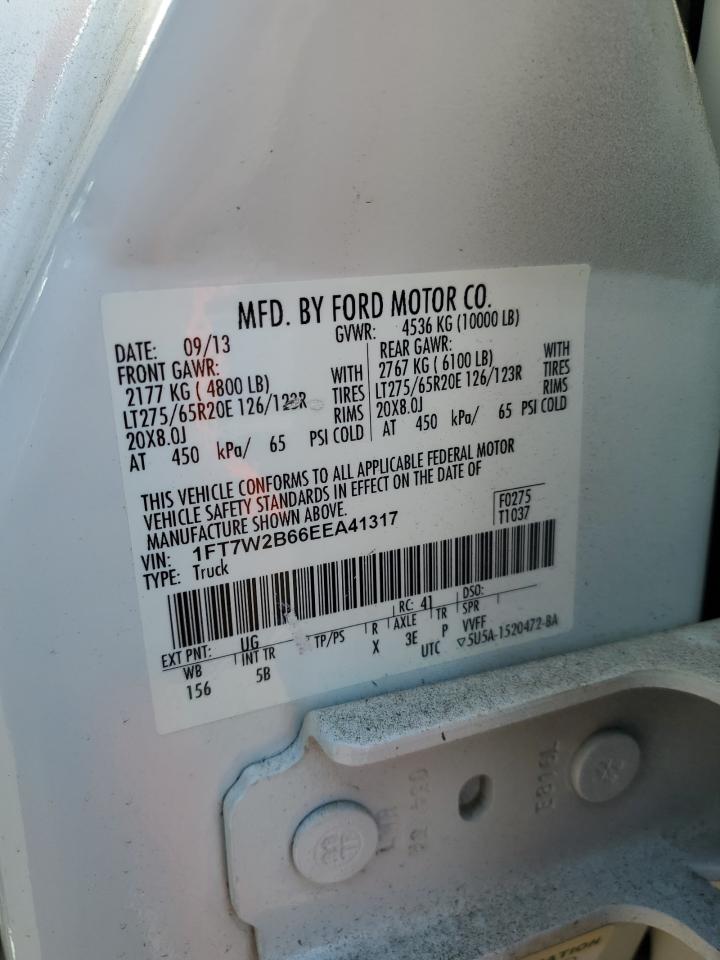 MFD. BY FORD MOTOR CO.
DATE: 09/13
GVWR: 4536 KG (10000 LB)
FRONT GAWR:
2177 KG ( 4800 LB) WITH
LT275/65R20E 126/123R TIRES
20X8.0J RIMS
AT 450 kPa/ 65 PSI COLD
REAR GAWR:
2767 KG ( 6100 LB) WITH
LT275/65R20E 126/123R TIRES
20X8.0J RIMS
AT 450 kPa/ 65 PSI COLD
THIS VEHICLE CONFORMS TO ALL APPLICABLE FEDERAL MOTOR
VEHICLE SAFETY STANDARDS IN EFFECT ON THE DATE OF
MANUFACTURE SHOWN ABOVE.
F0275
T1037
VIN: 1FT7W2B66EEA41317
TYPE: Truck
EXT PNT: UG RC: 41 DSO:
WB INT TR TP/PS R AXLE TR SPR
156 5B X 3E P VVFF
UTC ▽5U5A-1520472-BA